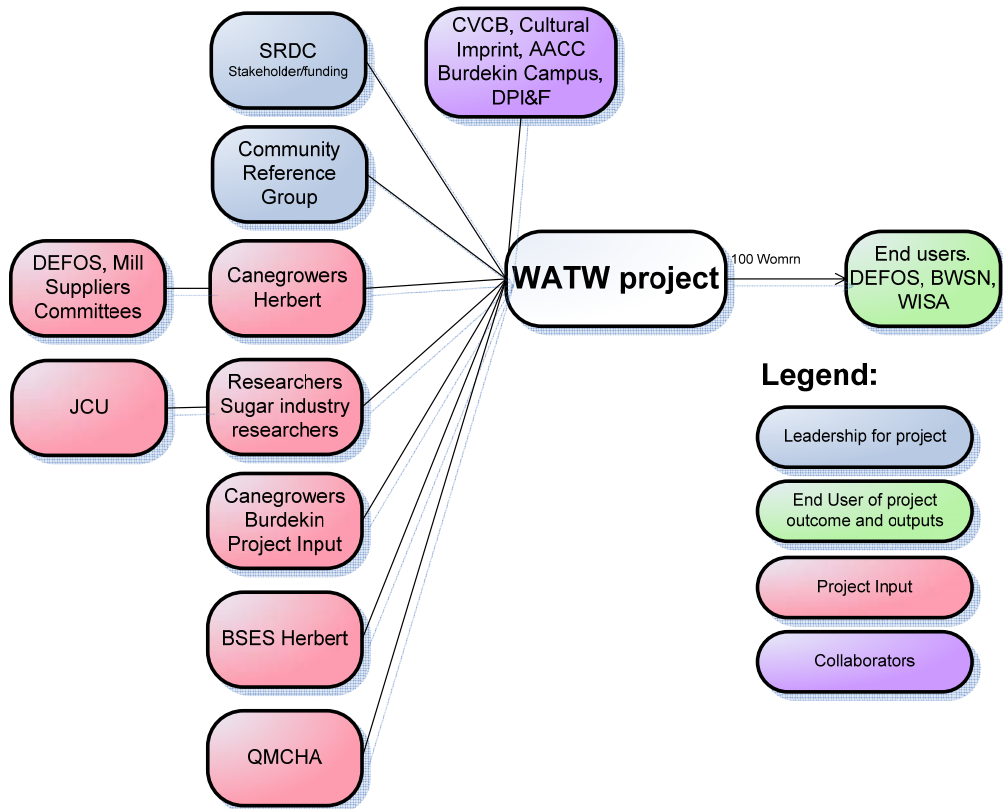 SRDC
Stakeholder/funding
CVCB, Cultural
Imprint, AACC
Burdekin Campus,
DPI&F
Community
Reference
Group
DEFOS, Mill
Suppliers
Committees
Canegrowers
Herbert
WATW project
100 Womrn
End users.
DEFOS, BWSN,
WISA
JCU
Researchers
Sugar industry
researchers
Canegrowers
Burdekin
Project Input
BSES Herbert
QMCHA
Legend:
Leadership for project
End User of project
outcome and outputs
Project Input
Collaborators